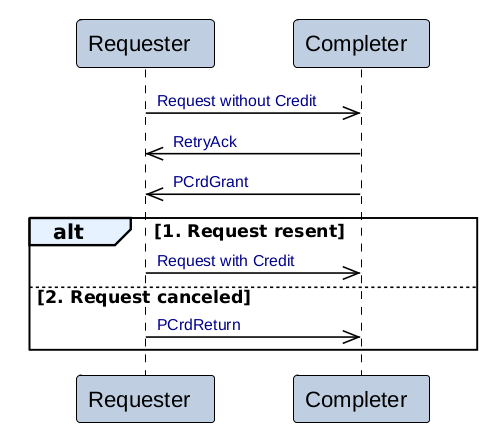 Requester Completer
Request without Credit
RetryAck
PCrdGrant
alt [1. Request resent]
Request with Credit
[2. Request canceled]
PCrdReturn
Requester Completer